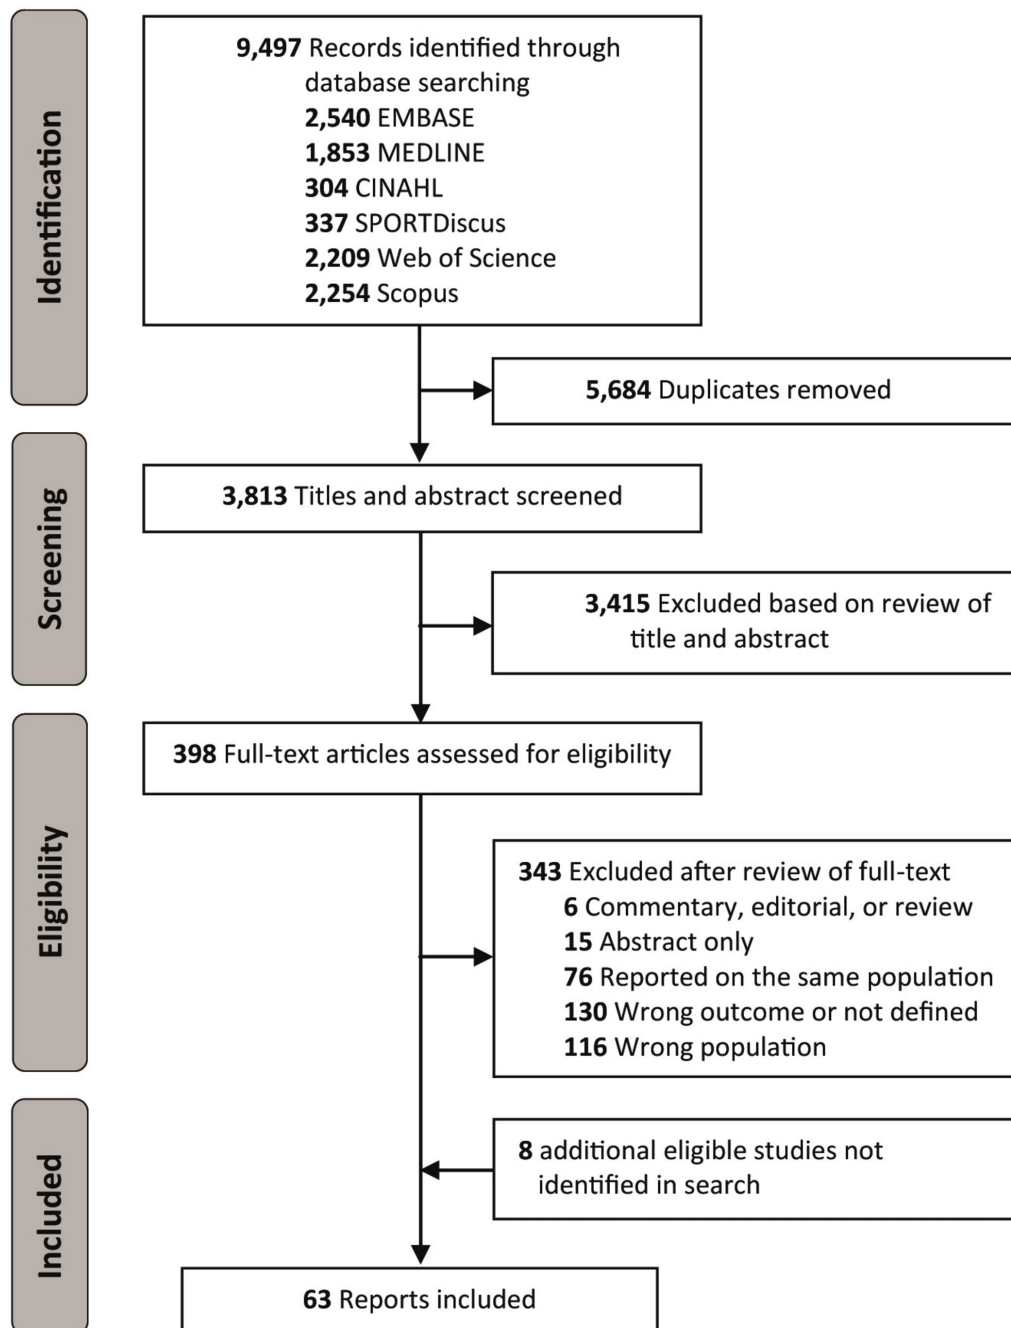 Identification
9,497 Records identified through
database searching
2,540 EMBASE
1,853 MEDLINE
304 CINAHL
337 SPORTDiscus
2,209 Web of Science
2,254 Scopus
5,684 Duplicates removed
Screening
3,813 Titles and abstract screened
3,415 Excluded based on review of
title and abstract
Eligibility
398 Full-text articles assessed for eligibility
343 Excluded after review of full-text
6 Commentary, editorial, or review
15 Abstract only
76 Reported on the same population
130 Wrong outcome or not defined
116 Wrong population
Included
8 additional eligible studies not
identified in search
63 Reports included